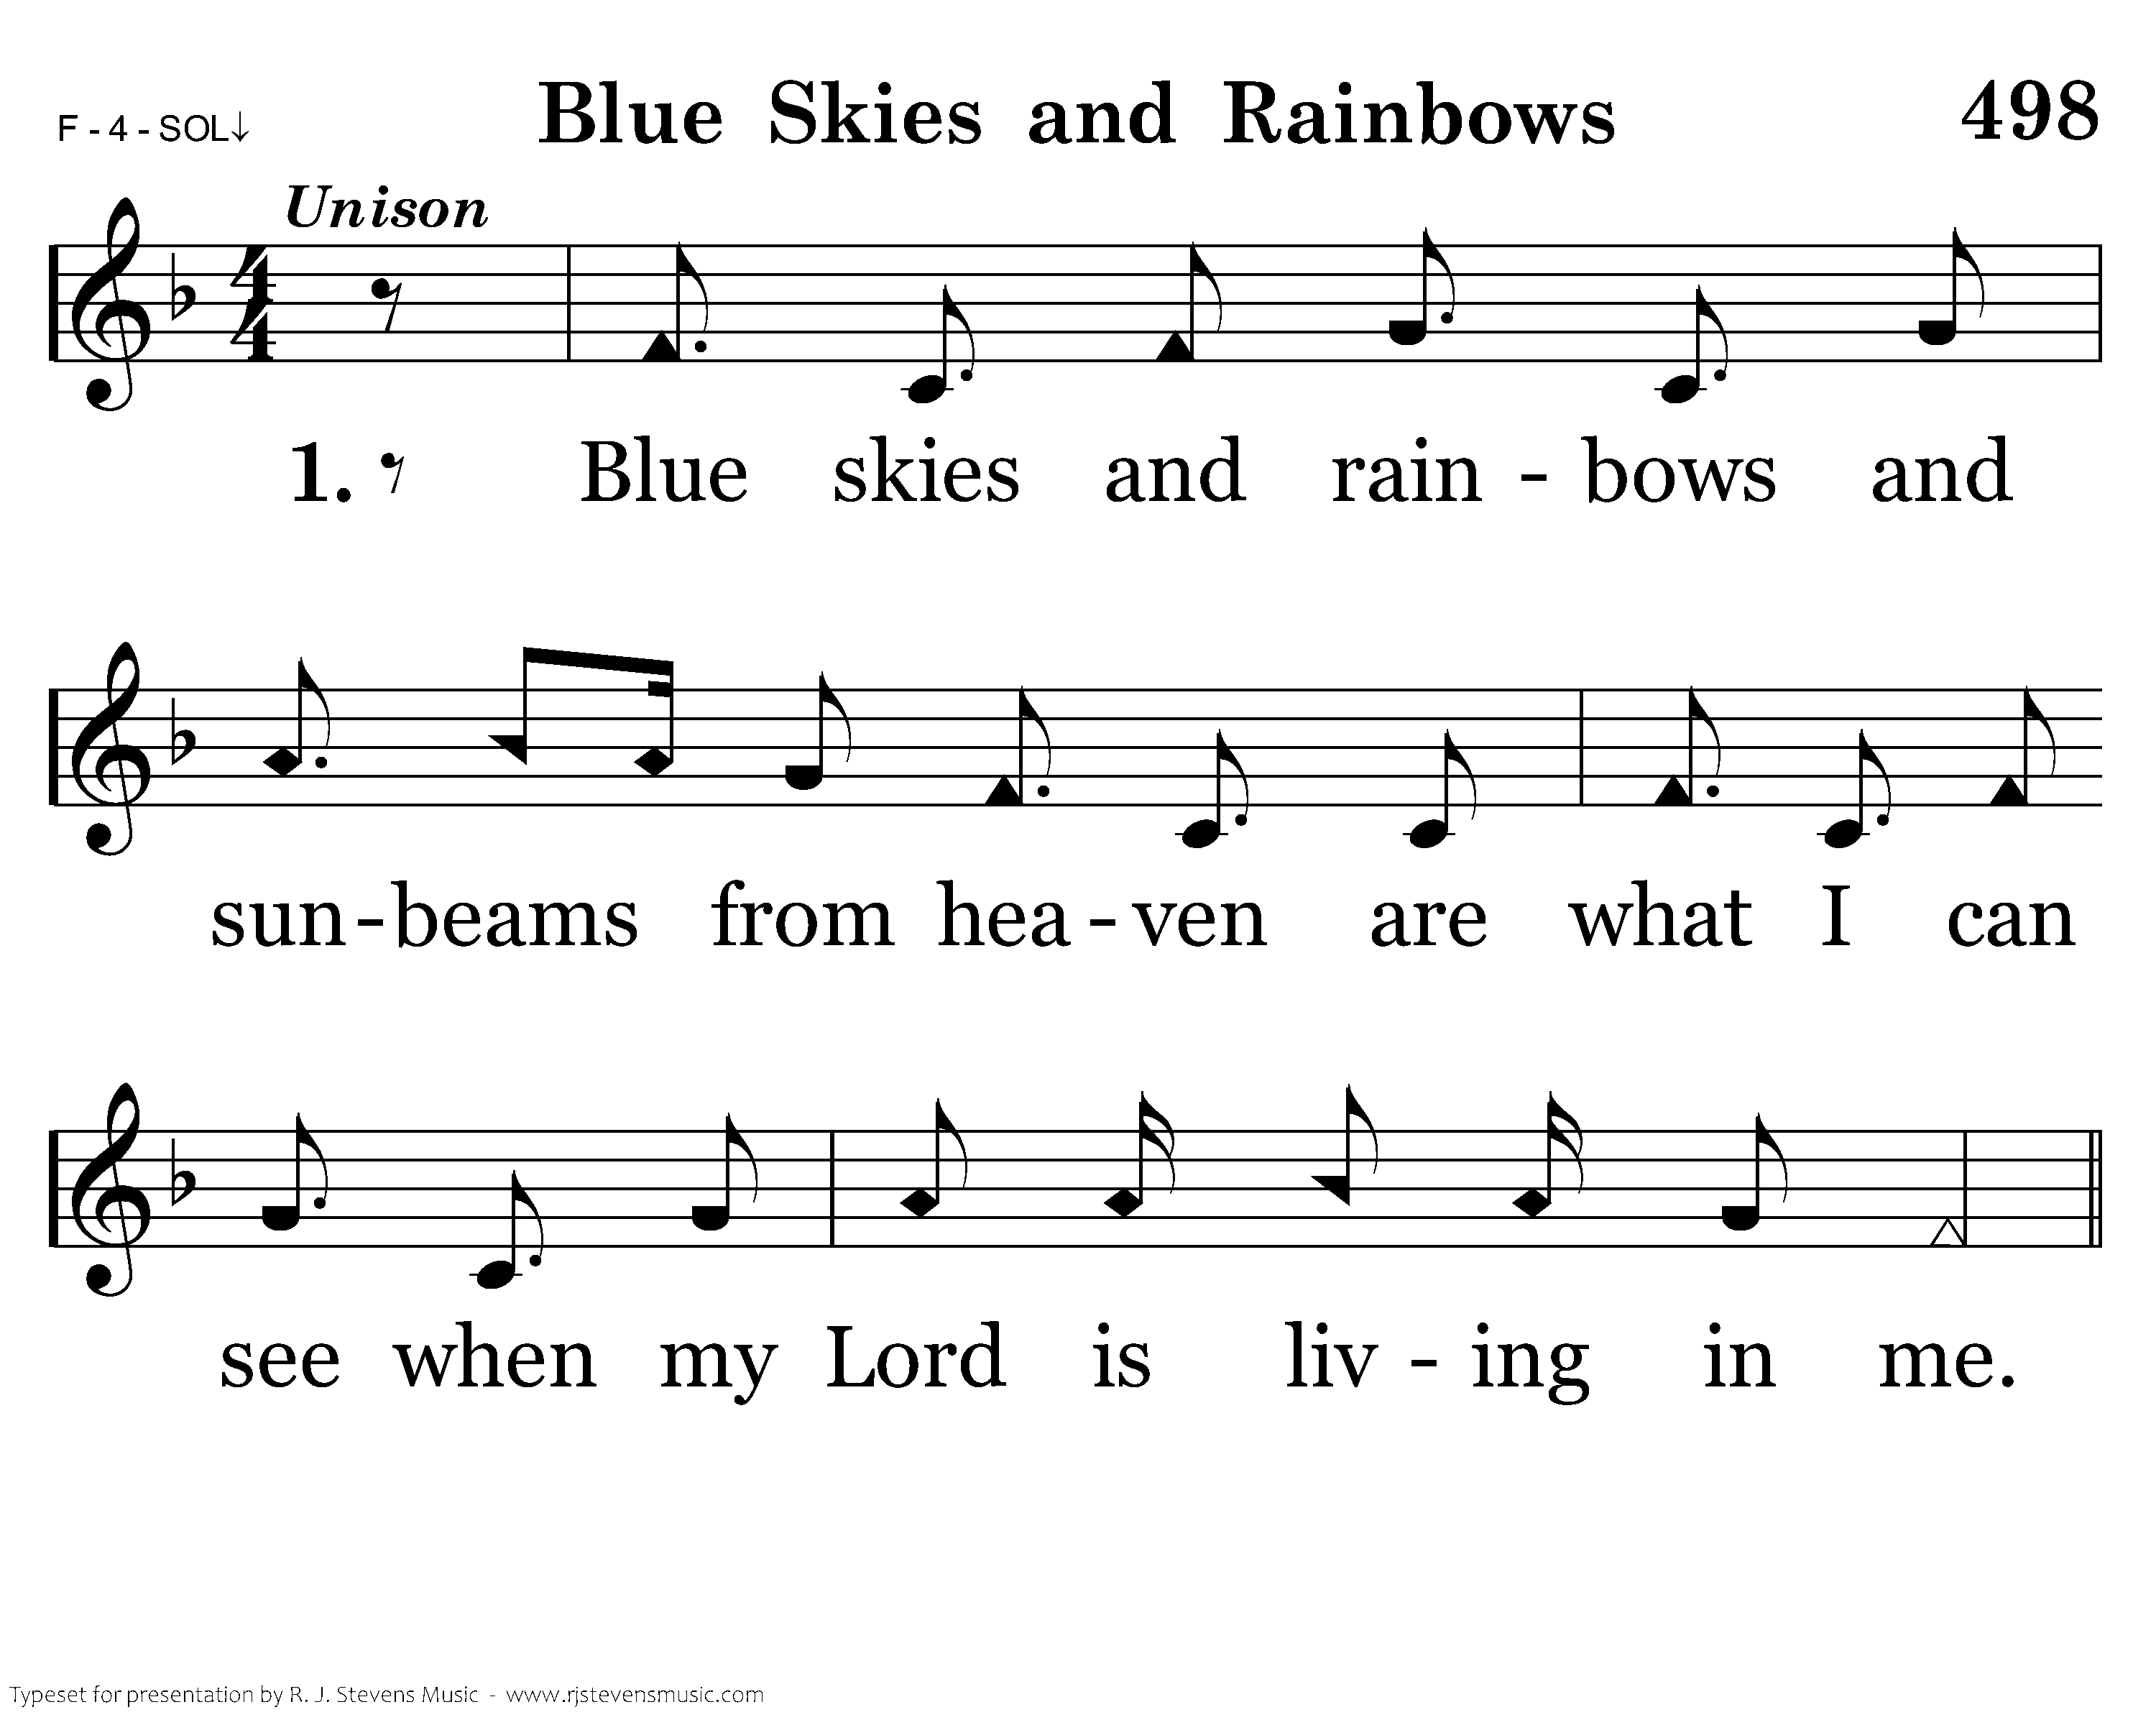 F - 4 - SOL↓ Blue Skies and Rainbows 498
Unison
1. Blue skies and rain - bows and
sun - beams from hea - ven are what I can
see when my Lord is liv - ing in me.
Typeset for presentation by R. J. Stevens Music - www.rjstevensmusic.com